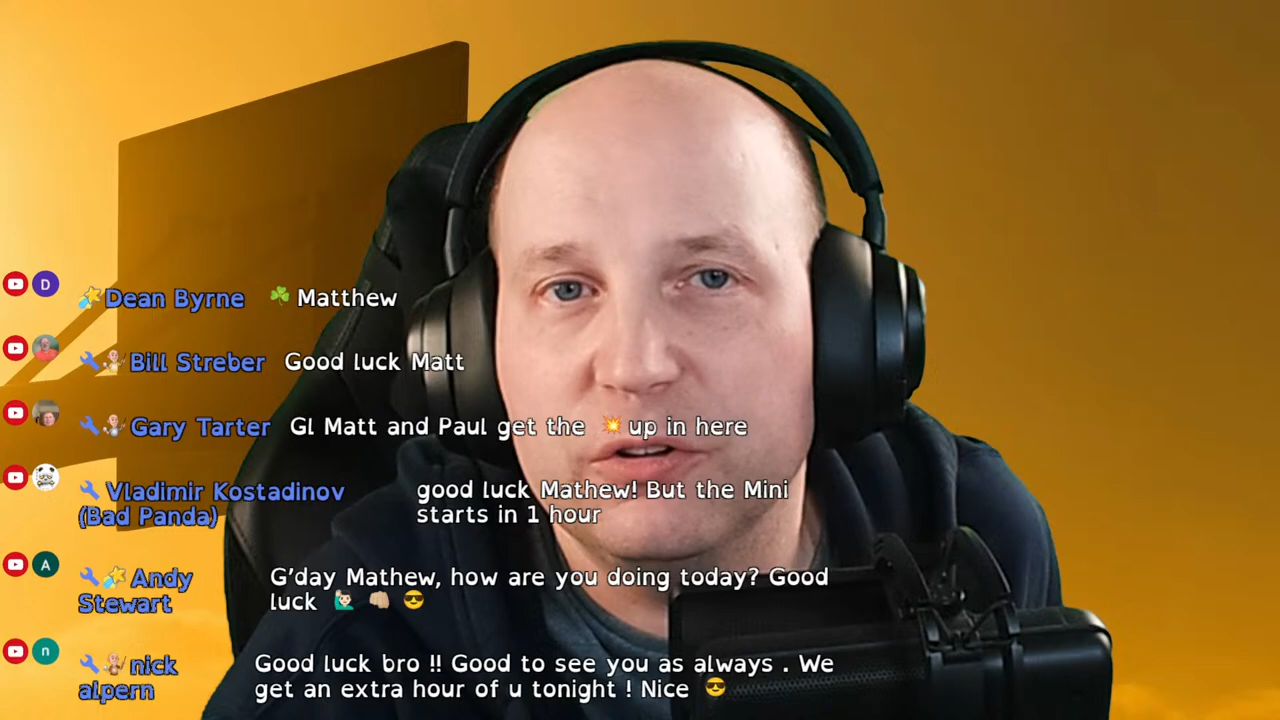 D Dean Byrne ☘️ Matthew
Bill Streber Good luck Matt
Gary Tarter Gl Matt and Paul get the 💥 up in here
Vladimir Kostadinov good luck Mathew! But the Mini
(Bad Panda) starts in 1 hour
A Andy G'day Mathew, how are you doing today? Good
Stewart luck 🙋🏻‍♂️ 👊🏼 😎
n nick Good luck bro !! Good to see you as always . We
alpern get an extra hour of u tonight ! Nice 😎